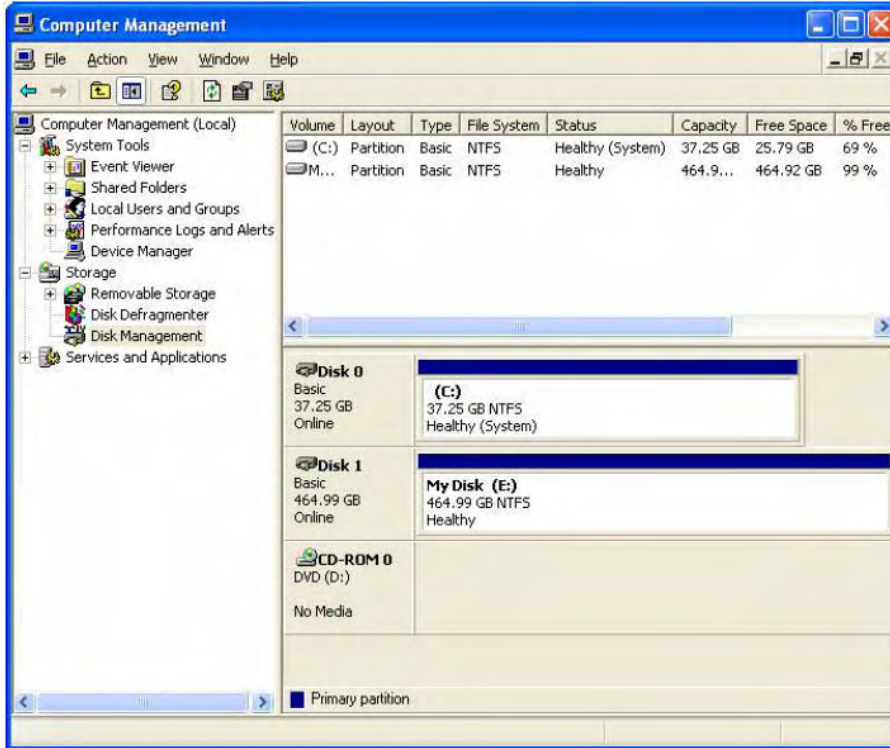 Computer Management
File Action View Window Help
Computer Management (Local)
System Tools
Event Viewer
Shared Folders
Local Users and Groups
Performance Logs and Alerts
Device Manager
Storage
Removable Storage
Disk Defragmenter
Disk Management
Services and Applications
Volume Layout Type File System Status Capacity Free Space % Free
(C:) Partition Basic NTFS Healthy (System) 37.25 GB 25.79 GB 69 %
M... Partition Basic NTFS Healthy 464.9... 464.92 GB 99 %
Disk 0
Basic
37.25 GB
Online
(C:)
37.25 GB NTFS
Healthy (System)
Disk 1
Basic
464.99 GB
Online
My Disk (E:)
464.99 GB NTFS
Healthy
CD-ROM 0
DVD (D:)
No Media
Primary partition